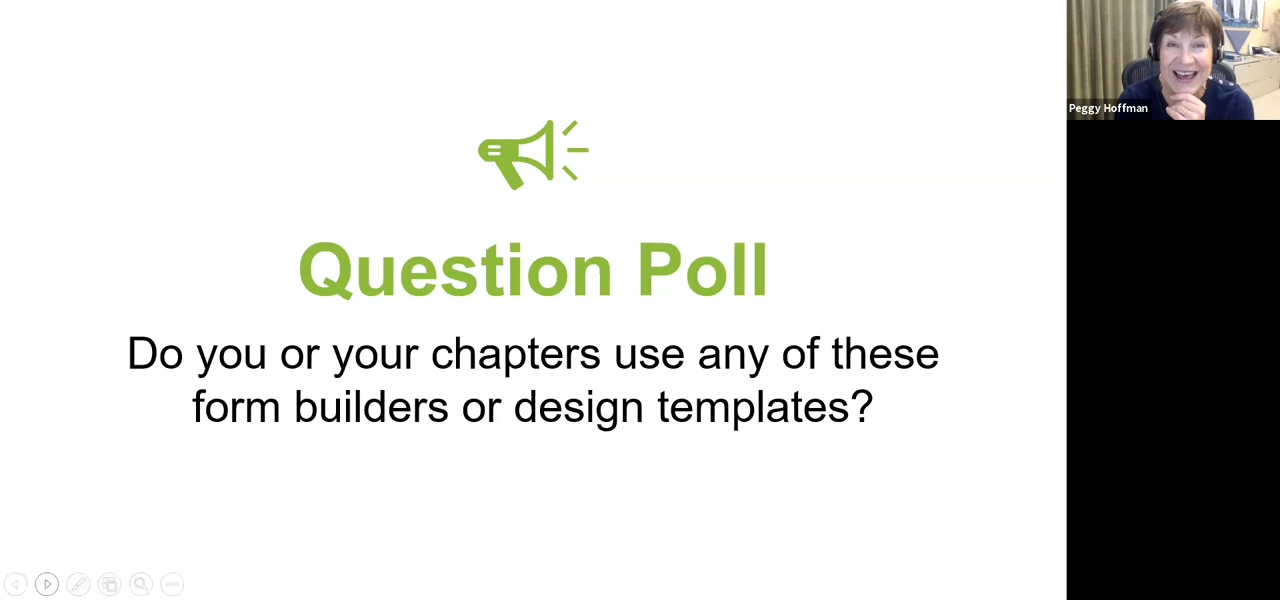 Peggy Hoffman
Question Poll
Do you or your chapters use any of these
form builders or design templates?